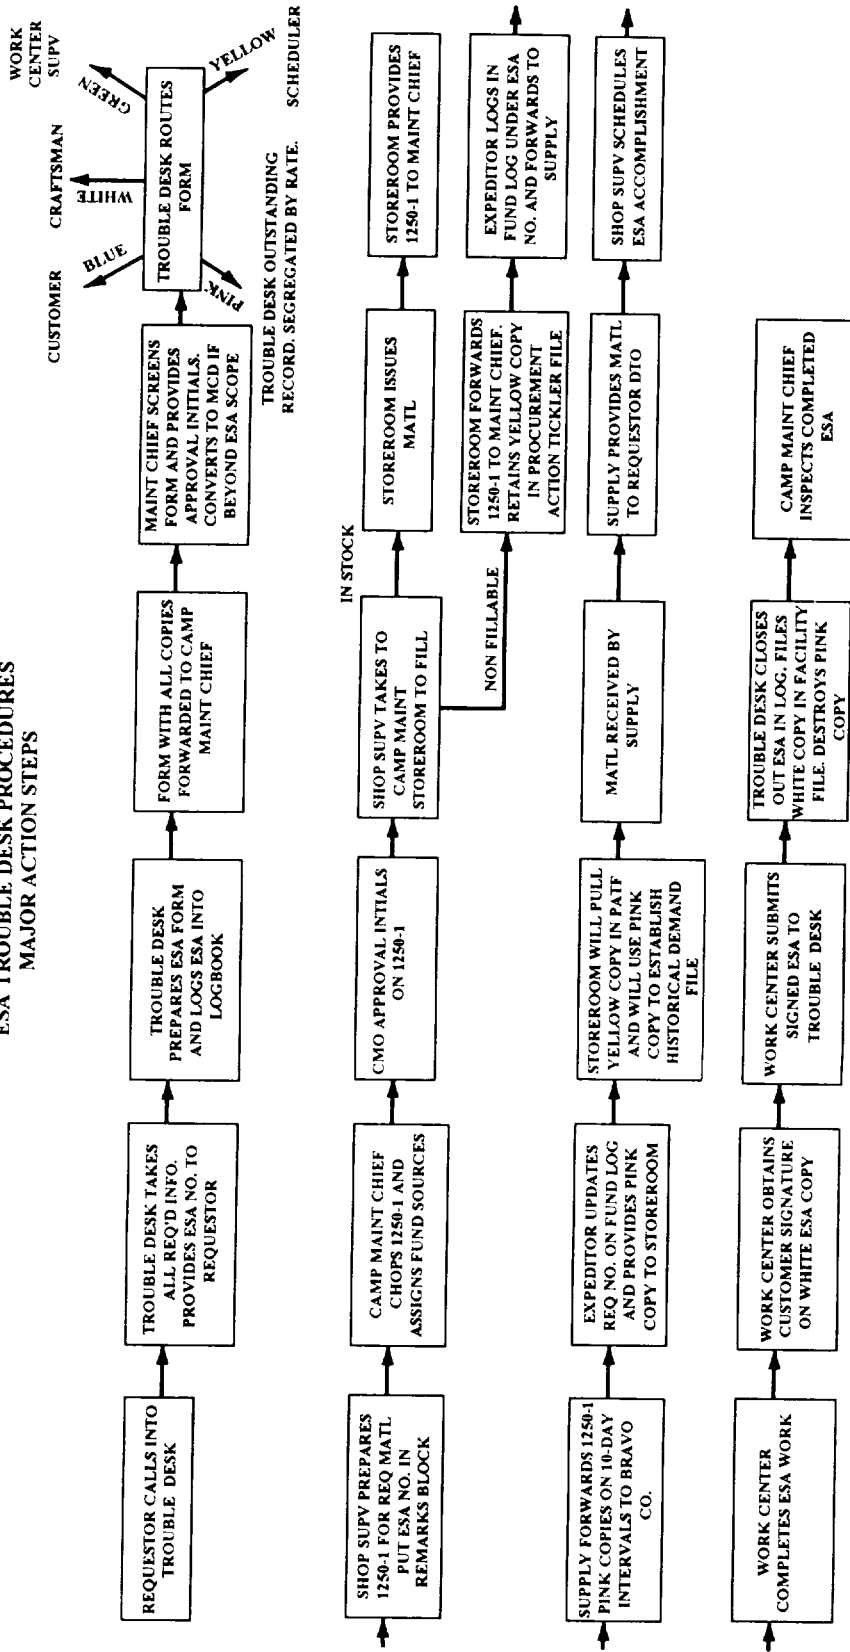 ESA TROUBLE DESK PROCEDURES
MAJOR ACTION STEPS
REQUESTOR CALLS INTO
TROUBLE DESK
TROUBLE DESK TAKES
ALL REQ'D INFO.
PROVIDES ESA NO. TO
REQUESTOR
TROUBLE DESK
PREPARES ESA FORM
AND LOGS ESA INTO
LOGBOOK
FORM WITH ALL COPIES
FORWARDED TO CAMP
MAINT CHIEF
MAINT CHIEF SCREENS
FORM AND PROVIDES
APPROVAL INITIALS.
CONVERTS TO MCD IF
BEYOND ESA SCOPE
TROUBLE DESK ROUTES
FORM
CUSTOMER
BLUE
CRAFTSMAN
WHITE
WORK
CENTER
SUPV
GREEN
YELLOW
SCHEDULER
PINK
TROUBLE DESK OUTSTANDING
RECORD. SEGREGATED BY RATE.
SHOP SUPV PREPARES
1250-1 FOR REQ MATL
PUT ESA NO. IN
REMARKS BLOCK
CAMP MAINT CHIEF
CHOPS 1250-1 AND
ASSIGNS FUND SOURCES
CMO APPROVAL INTIALS
ON 1250-1
SHOP SUPV TAKES TO
CAMP MAINT
STOREROOM TO FILL
IN STOCK
STOREROOM ISSUES
MATL
STOREROOM PROVIDES
1250-1 TO MAINT CHIEF
NON FILLABLE
STOREROOM FORWARDS
1250-1 TO MAINT CHIEF.
RETAINS YELLOW COPY
IN PROCUREMENT
ACTION TICKLER FILE
EXPEDITOR LOGS IN
FUND LOG UNDER ESA
NO. AND FORWARDS TO
SUPPLY
SUPPLY FORWARDS 1250-1
PINK COPIES ON 10-DAY
INTERVALS TO BRAVO
CO.
EXPEDITOR UPDATES
REQ NO. ON FUND LOG
AND PROVIDES PINK
COPY TO STOREROOM
STOREROOM WILL PULL
YELLOW COPY IN PATF
AND WILL USE PINK
COPY TO ESTABLISH
HISTORICAL DEMAND
FILE
MATL RECEIVED BY
SUPPLY
SUPPLY PROVIDES MATL
TO REQUESTOR DTO
SHOP SUPV SCHEDULES
ESA ACCOMPLISHMENT
WORK CENTER
COMPLETES ESA WORK
WORK CENTER OBTAINS
CUSTOMER SIGNATURE
ON WHITE ESA COPY
WORK CENTER SUBMITS
SIGNED ESA TO
TROUBLE DESK
TROUBLE DESK CLOSES
OUT ESA IN LOG. FILES
WHITE COPY IN FACILITY
FILE. DESTROYS PINK
COPY
CAMP MAINT CHIEF
INSPECTS COMPLETED
ESA